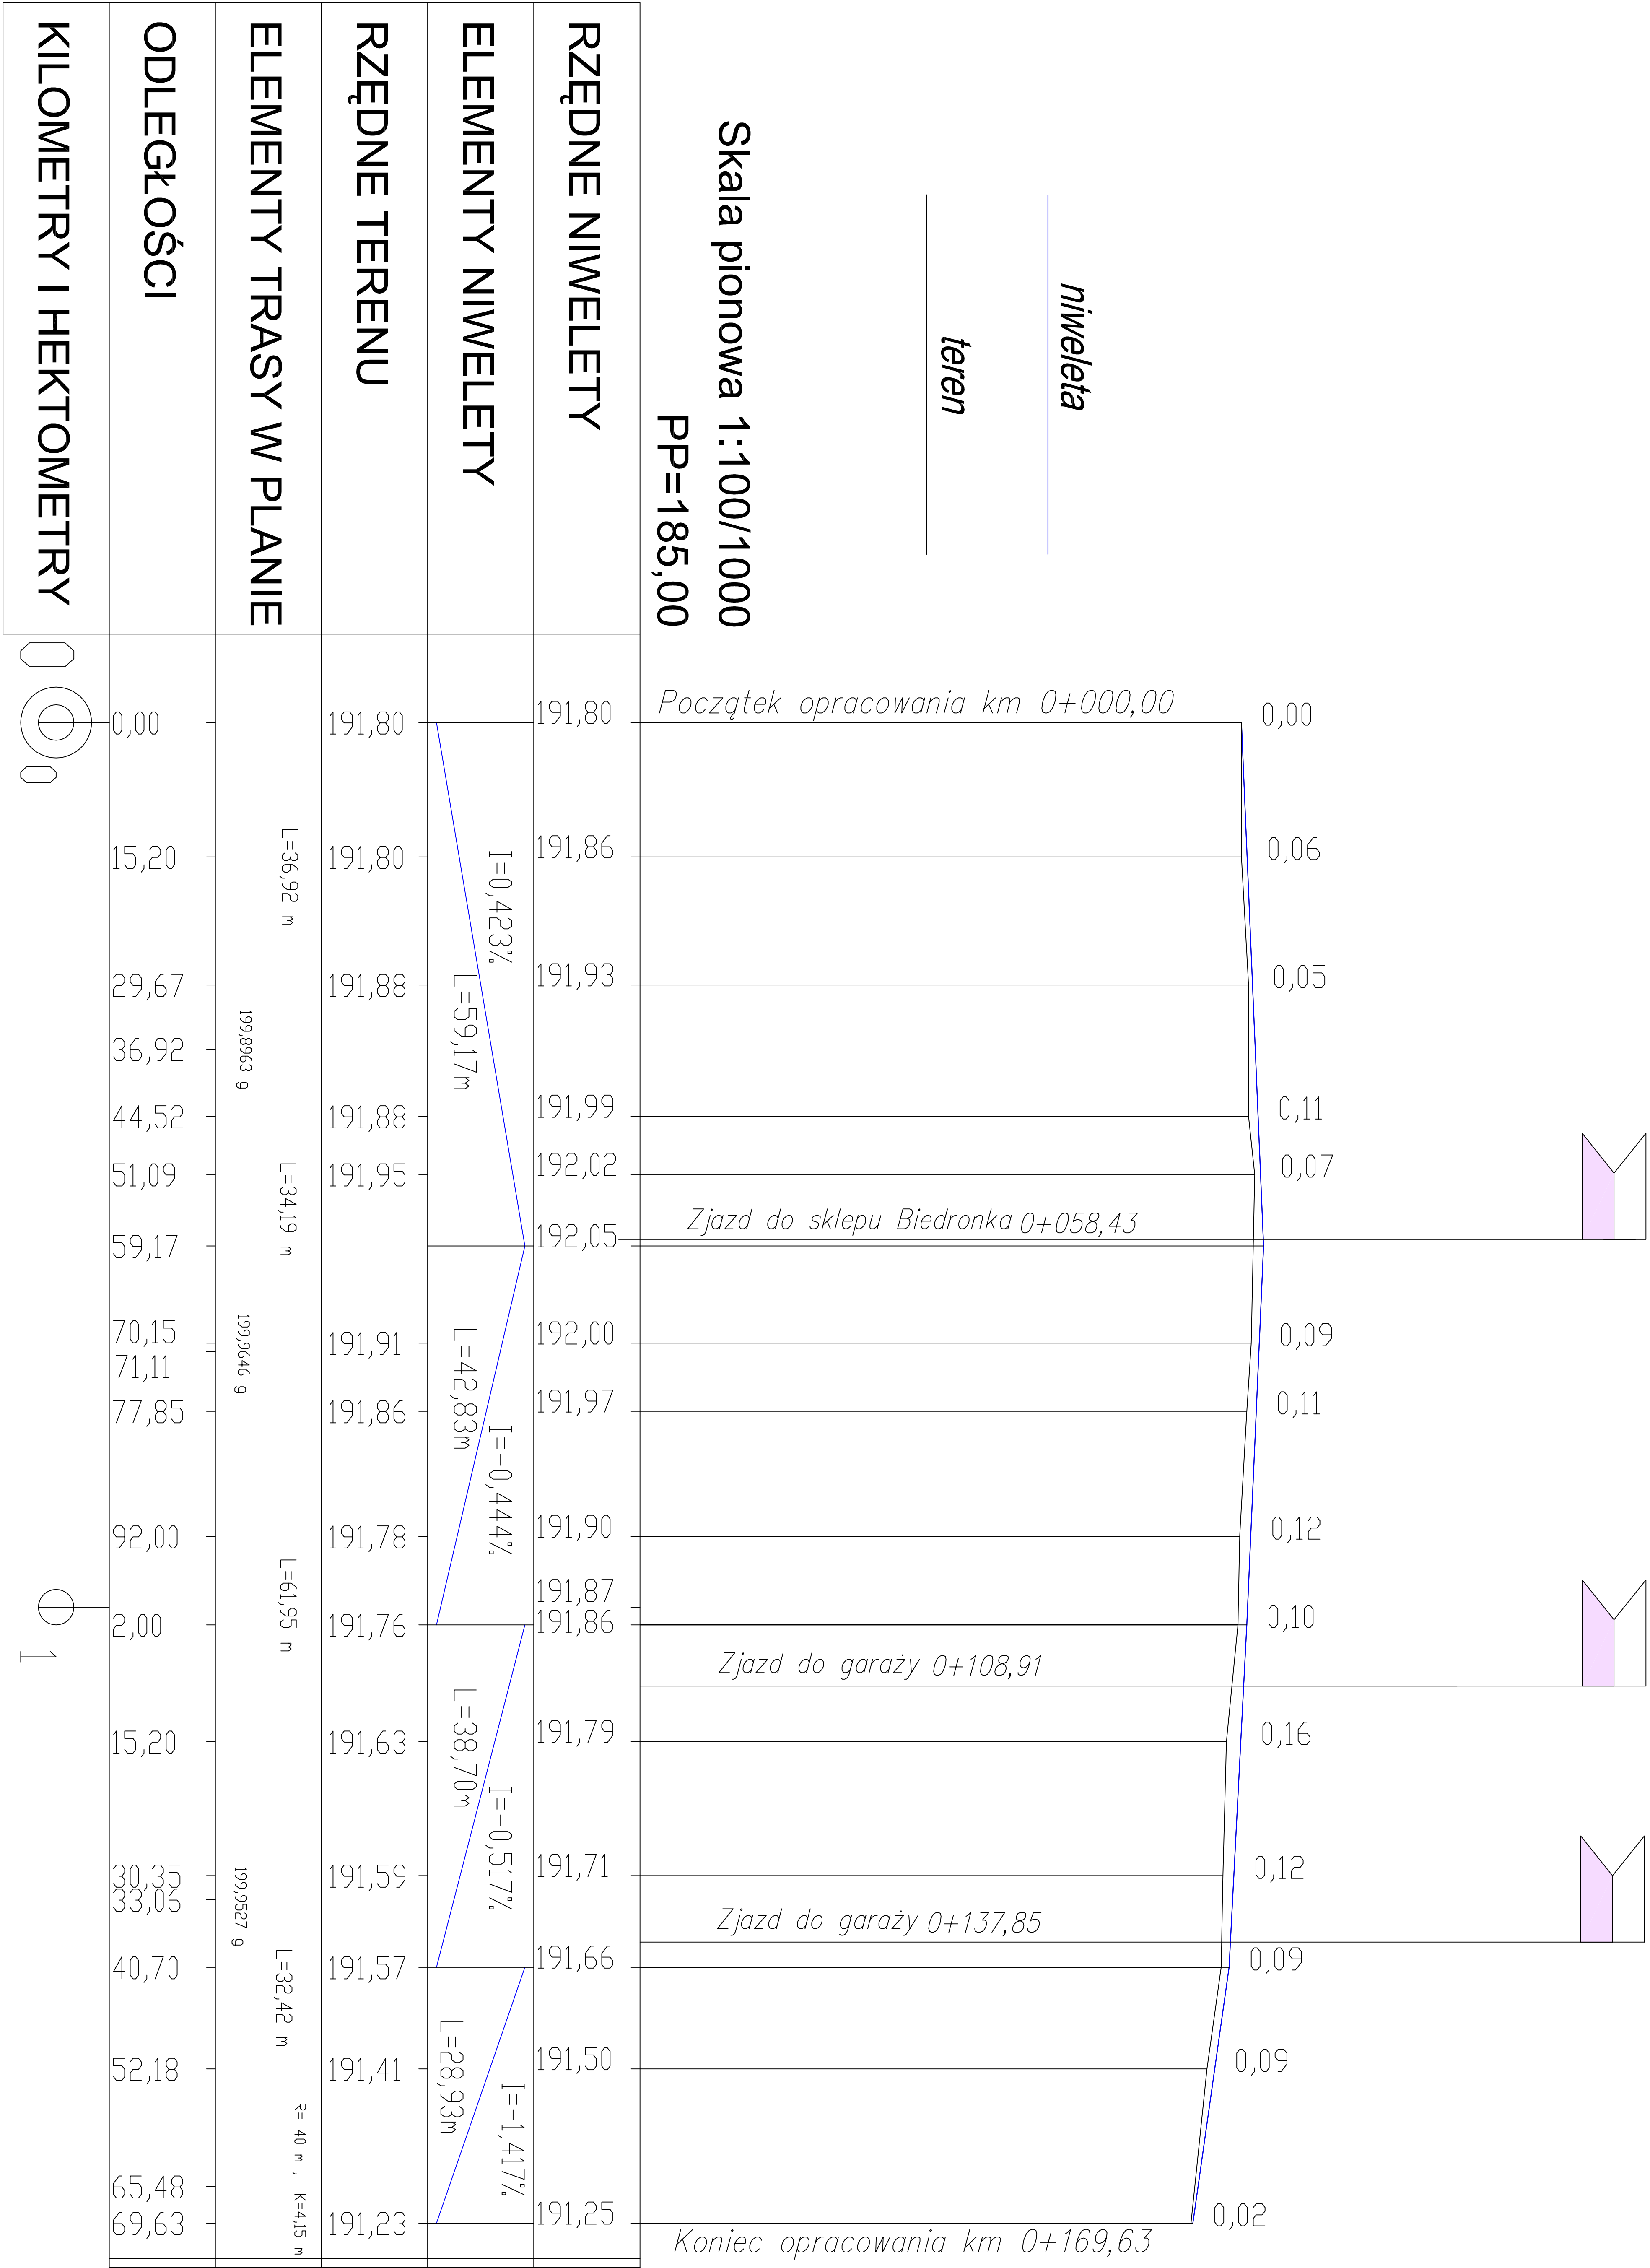 niweleta
teren
Skala pionowa 1:100/1000
PP=185,00
Początek opracowania km 0+000,00
Zjazd do sklepu Biedronka 0+058,43
Zjazd do garaży 0+108,91
Zjazd do garaży 0+137,85
Koniec opracowania km 0+169,63
0,00
0,06
0,05
0,11
0,07
0,09
0,11
0,12
0,10
0,16
0,12
0,09
0,09
0,02
RZĘDNE NIWELETY
191,80
191,86
191,93
191,99
192,02
192,05
192,00
191,97
191,90
191,87
191,86
191,79
191,71
191,66
191,50
191,25
ELEMENTY NIWELETY
I=0,423%
L=59,17m
L=42,83m
I=-0,444%
L=38,70m
I=-0,517%
L=28,93m
I=-1,417%
RZĘDNE TERENU
191,80
191,80
191,88
191,88
191,95
191,91
191,86
191,78
191,76
191,63
191,59
191,57
191,41
191,23
ELEMENTY TRASY W PLANIE
L=36,92 m
199,8963 g
L=34,19 m
199,9646 g
L=61,95 m
199,9527 g
L=32,42 m
R= 40 m , K=4,15 m
ODLEGŁOŚCI
0,00
15,20
29,67
36,92
44,52
51,09
59,17
70,15
71,11
77,85
92,00
2,00
15,20
30,35
33,06
40,70
52,18
65,48
69,63
KILOMETRY I HEKTOMETRY
0
0
1